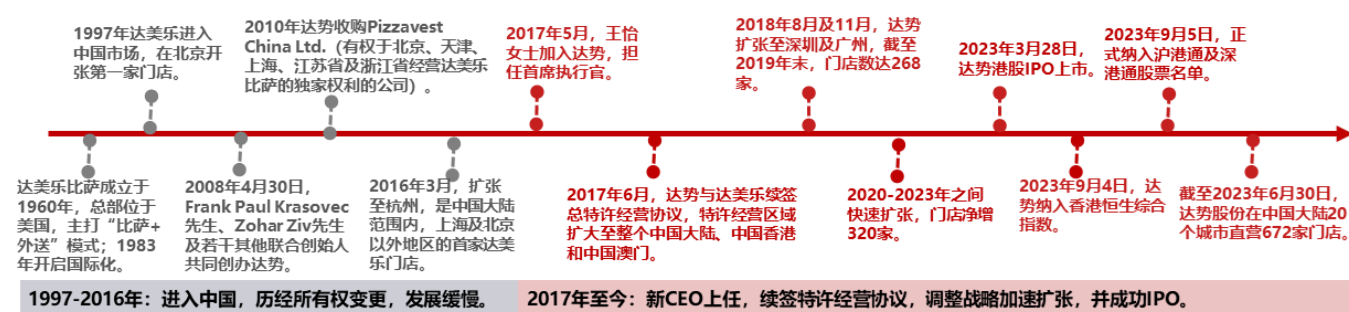 1997年达美乐进入
中国市场，在北京开
张第一家门店。
2010年达势收购Pizzavest
China Ltd.（有权于北京、天津、
上海、江苏省及浙江省经营达美乐
比萨的独家权利的公司）。
2017年5月，王怡
女士加入达势，担
任首席执行官。
2018年8月及11月，达势
扩张至深圳及广州，截至
2019年末，门店数达268
家。
2023年3月28日，
达势港股IPO上市。
2023年9月5日，正
式纳入沪港通及深
港通股票名单。
达美乐比萨成立于
1960年，总部位于
美国，主打“比萨+
外送”模式；1983
年开启国际化。
2008年4月30日，
Frank Paul Krasovec
先生、Zohar Ziv先生
及若干其他联合创始人
共同创办达势。
2016年3月，扩张
至杭州，是中国大陆
范围内，上海及北京
以外地区的首家达美
乐门店。
2017年6月，达势与达美乐续签
总特许经营协议，特许经营区域
扩大至整个中国大陆、中国香港
和中国澳门。
2020-2023年之间
快速扩张，门店净增
320家。
2023年9月4日，达
势纳入香港恒生综合
指数。
截至2023年6月30日，
达势股份在中国大陆20
个城市直营672家门店。
1997-2016年：进入中国，历经所有权变更，发展缓慢。
2017年至今：新CEO上任，续签特许经营协议，调整战略加速扩张，并成功IPO。